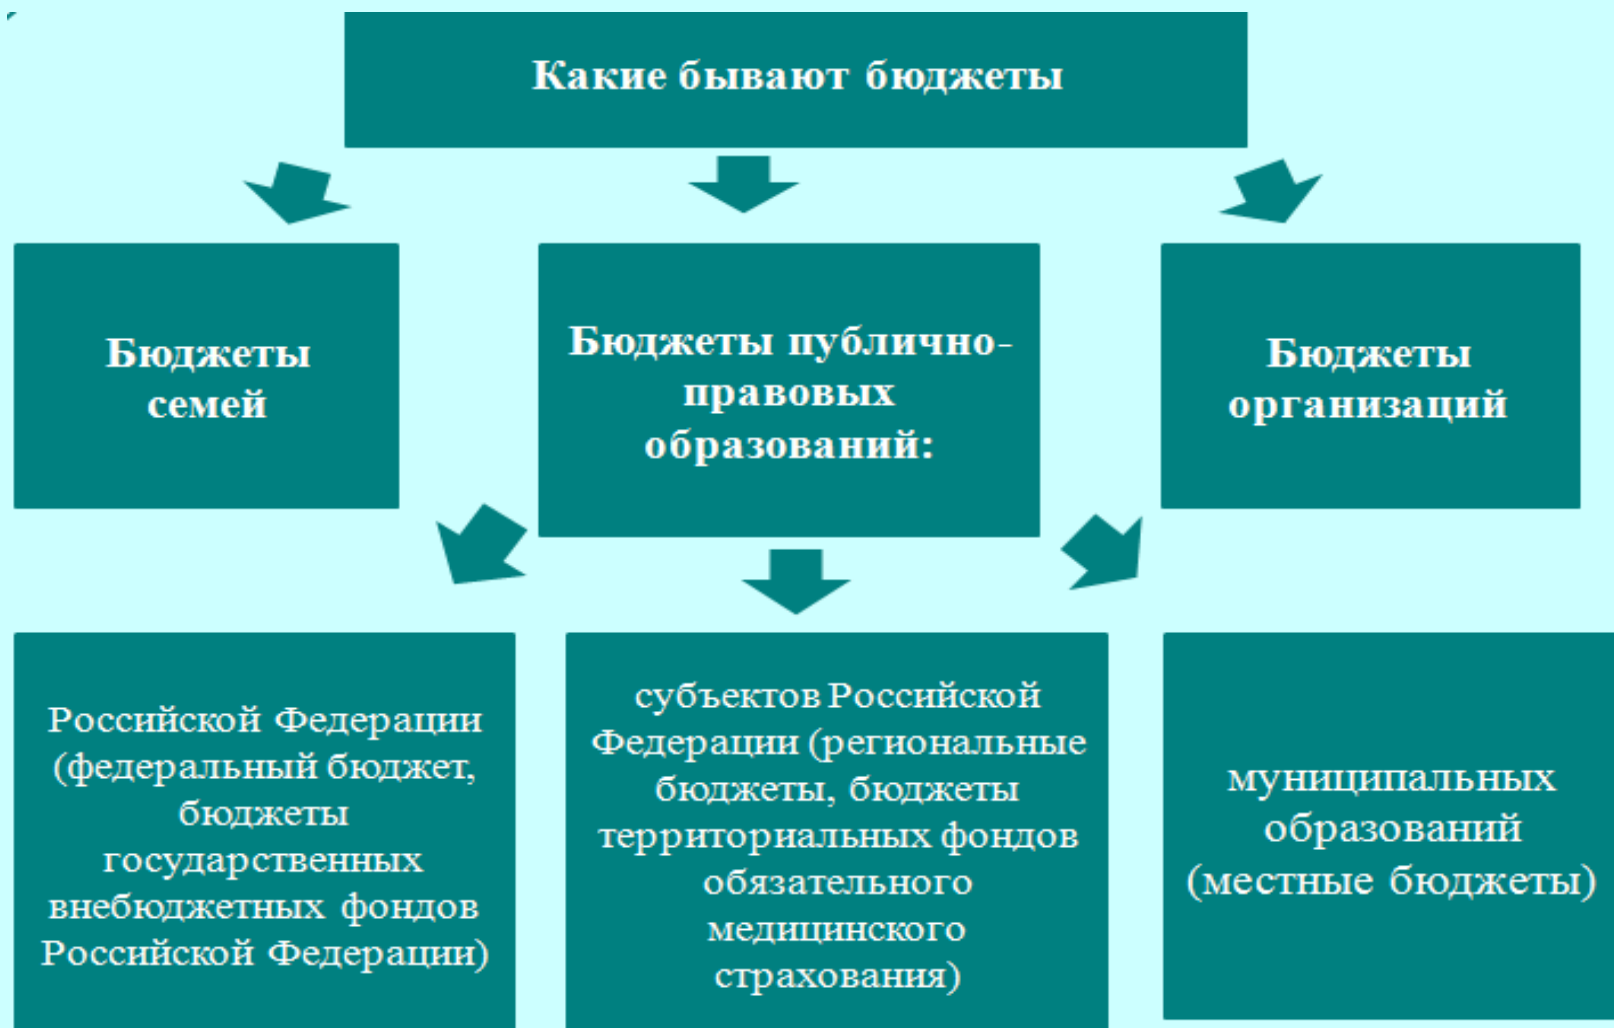 Какие бывают бюджеты
Бюджеты
семей
Бюджеты публично-
правовых
образований:
Бюджеты
организаций
Российской Федерации
(федеральный бюджет,
бюджеты
государственных
внебюджетных фондов
Российской Федерации)
субъектов Российской
Федерации (региональные
бюджеты, бюджеты
территориальных фондов
обязательного
медицинского
страхования)
муниципальных
образований
(местные бюджеты)